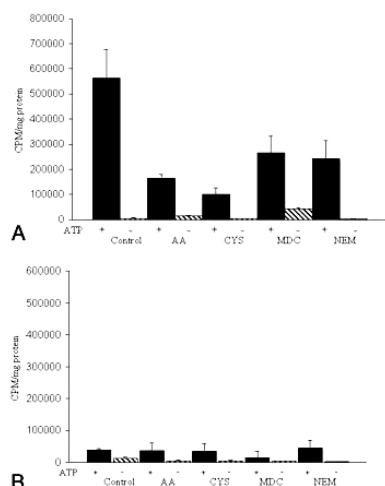 800000
700000
600000
500000
400000
300000
200000
100000
0
CPM/mg protein
A
ATP + - + - + - + - + -
Control AA CYS MDC NEM
600000
500000
400000
300000
200000
100000
0
CPM/mg protein
B
ATP + - + - + - + - + -
Control AA CYS MDC NEM